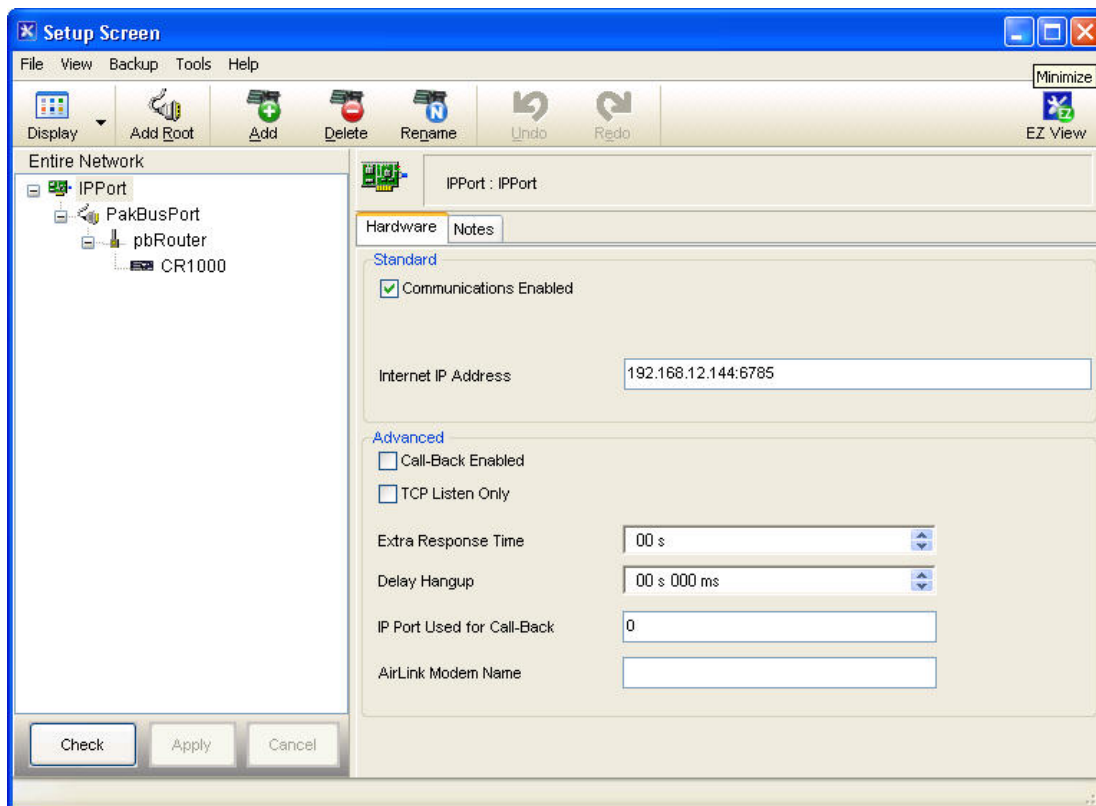 Setup Screen
File View Backup Tools Help
Minimize
Display Add Root Add Delete Rename Undo Redo EZ View
Entire Network
IPPort
PakBusPort
pbRouter
CR1000
IPPort : IPPort
Hardware Notes
Standard
Communications Enabled
Internet IP Address 192.168.12.144:6785
Advanced
Call-Back Enabled
TCP Listen Only
Extra Response Time 00 s
Delay Hangup 00 s 000 ms
IP Port Used for Call-Back 0
AirLink Modem Name
Check Apply Cancel